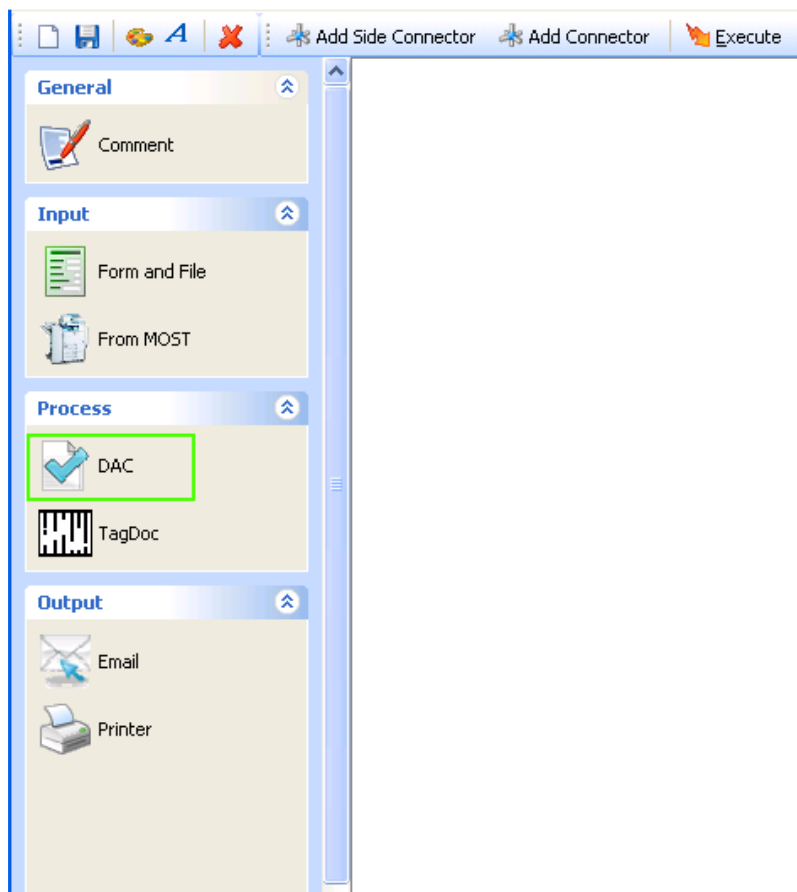 A Add Side Connector Add Connector Execute
General
Comment
Input
Form and File
From MOST
Process
DAC
TagDoc
Output
Email
Printer